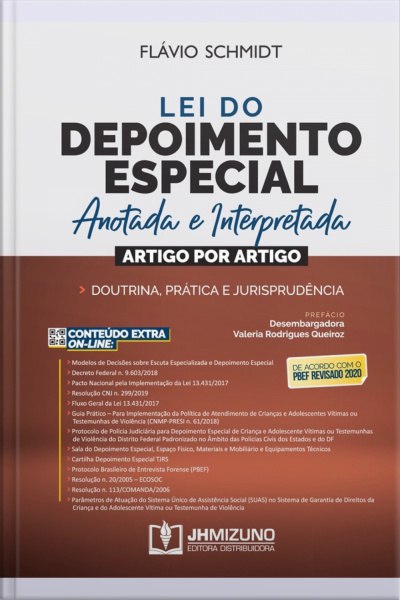 FLÁVIO SCHMIDT
LEI DO
DEPOIMENTO
ESPECIAL
Anotada e Interpretada
ARTIGO POR ARTIGO
> DOUTRINA, PRÁTICA E JURISPRUDÊNCIA
PREFÁCIO
Desembargadora
Valeria Rodrigues Queiroz
CONTEÚDO EXTRA
ON-LINE:
DE ACORDO COM O
PBEF REVISADO 2020
> Modelos de Decisões sobre Escuta Especializada e Depoimento Especial
> Decreto Federal n. 9.603/2018
> Pacto Nacional pela Implementação da Lei 13.431/2017
> Resolução CNJ n. 299/2019
> Fluxo Geral da Lei 13.431/2017
> Guia Prático – Para Implementação da Política de Atendimento de Crianças e Adolescentes Vítimas ou
Testemunhas de Violência (CNMP-PRESI n. 61/2018)
> Protocolo de Polícia Judiciária para Depoimento Especial de Criança e Adolescente Vítimas ou Testemunhas
de Violência do Distrito Federal Padronizado no Âmbito das Polícias Civis dos Estados e do DF
> Sala do Depoimento Especial, Espaço Físico, Materiais e Mobiliário e Equipamentos Técnicos
> Cartilha Depoimento Especial TJRS
> Protocolo Brasileiro de Entrevista Forense (PBEF)
> Resolução n. 20/2005 – ECOSOC
> Resolução n. 113/COMANDA/2006
> Parâmetros de Atuação do Sistema Único de Assistência Social (SUAS) no Sistema de Garantia de Direitos da
Criança e do Adolescente Vítima ou Testemunha de Violência
JHMIZUNO
EDITORA DISTRIBUIDORA